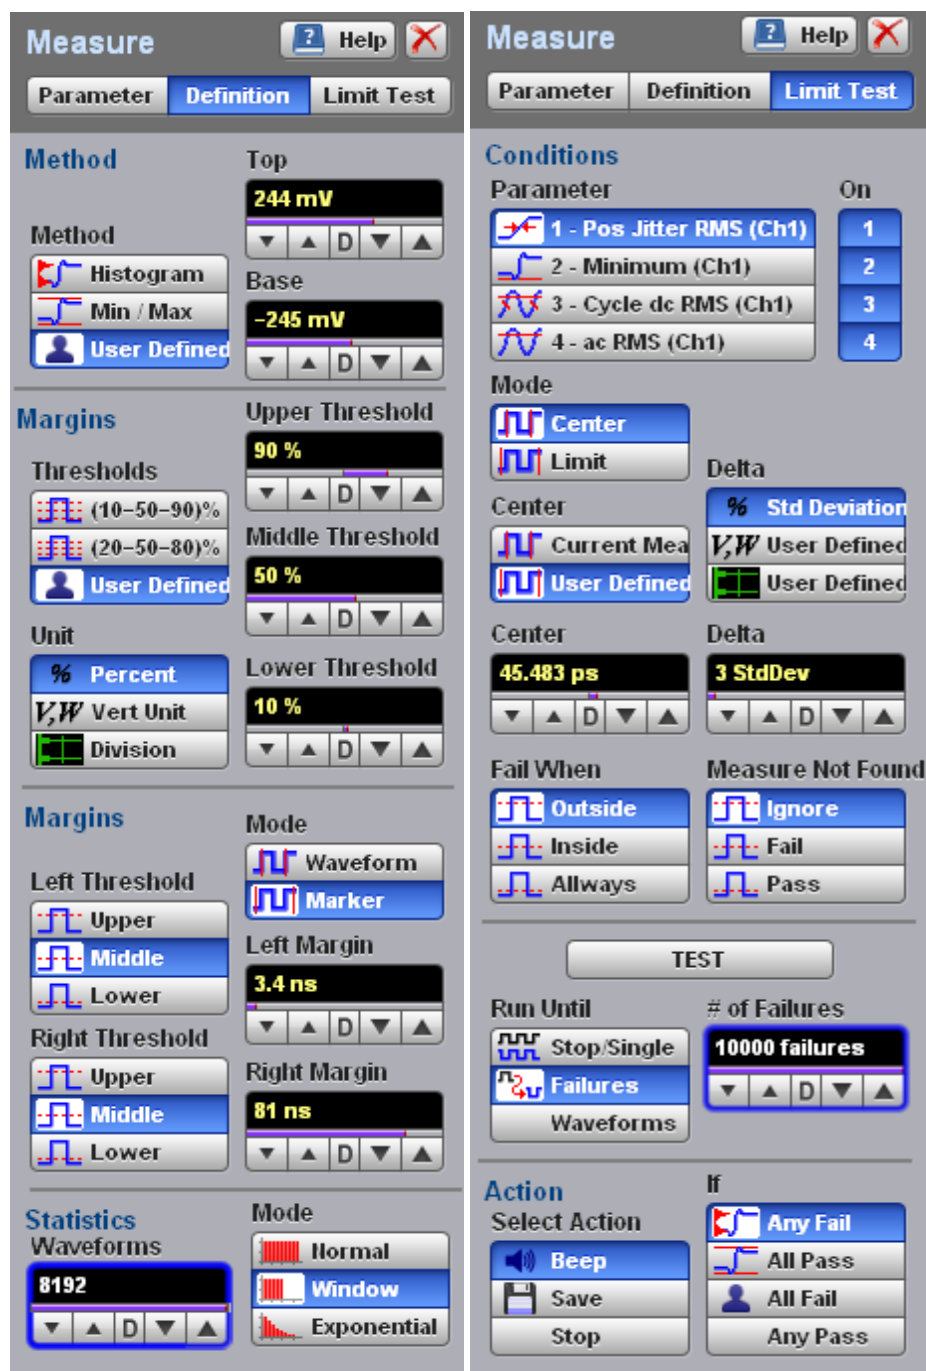 Measure
Help
Parameter
Definition
Limit Test
Method
Top
244 mV
D
Method
Histogram
Min / Max
User Defined
Base
-245 mV
D
Margins
Upper Threshold
90 %
D
Thresholds
(10-50-90)%
(20-50-80)%
User Defined
Middle Threshold
50 %
D
Unit
% Percent
V,W Vert Unit
Division
Lower Threshold
10 %
D
Margins
Mode
Waveform
Marker
Left Threshold
Upper
Middle
Lower
Left Margin
3.4 ns
D
Right Threshold
Upper
Middle
Lower
Right Margin
81 ns
D
Statistics
Waveforms
8192
D
Mode
Normal
Window
Exponential
Measure
Help
Parameter
Definition
Limit Test
Conditions
Parameter
On
1 - Pos Jitter RMS (Ch1)
1
2 - Minimum (Ch1)
2
3 - Cycle dc RMS (Ch1)
3
4 - ac RMS (Ch1)
4
Mode
Center
Limit
Center
Current Mea
User Defined
Delta
% Std Deviation
V,W User Defined
User Defined
Center
45.483 ps
D
Delta
3 StdDev
D
Fail When
Outside
Inside
Allways
Measure Not Found
Ignore
Fail
Pass
TEST
Run Until
Stop/Single
Failures
Waveforms
# of Failures
10000 failures
D
Action
Select Action
Beep
Save
Stop
If
Any Fail
All Pass
All Fail
Any Pass